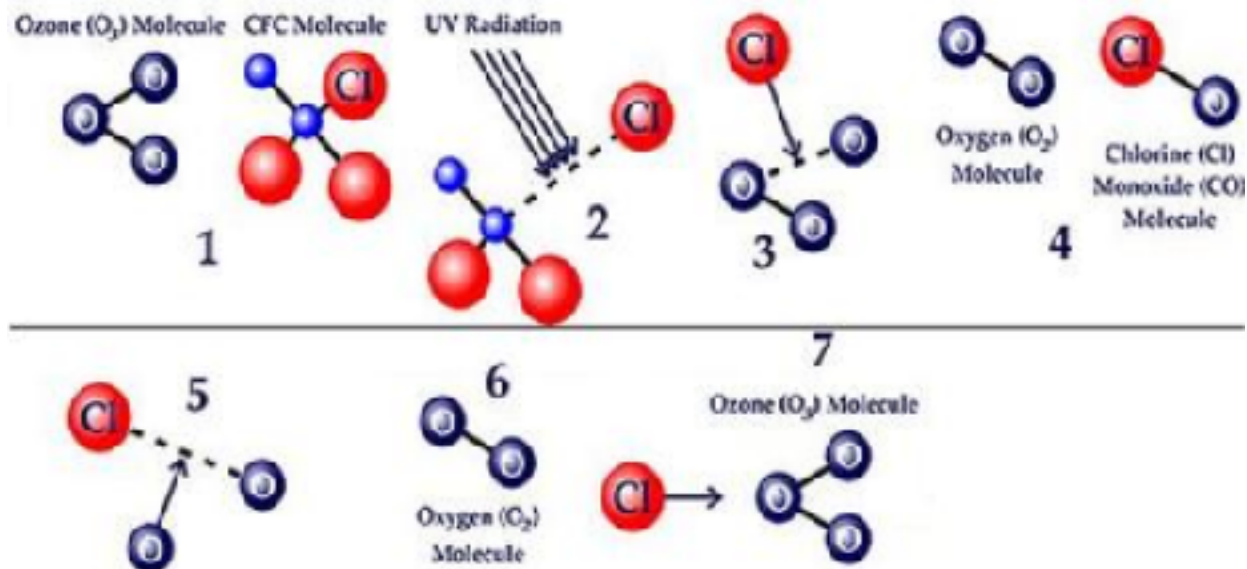 Ozone (O3) Molecule
CFC Molecule
UV Radiation
O
O
O
Cl
Cl
Cl
O
O
O
O
O
Cl
O
Oxygen (O2)
Molecule
Chlorine (Cl)
Monoxide (CO)
Molecule
1
2
3
4
5
6
7
Cl
O
O
O
O
Oxygen (O2)
Molecule
Ozone (O3) Molecule
Cl
O
O
O